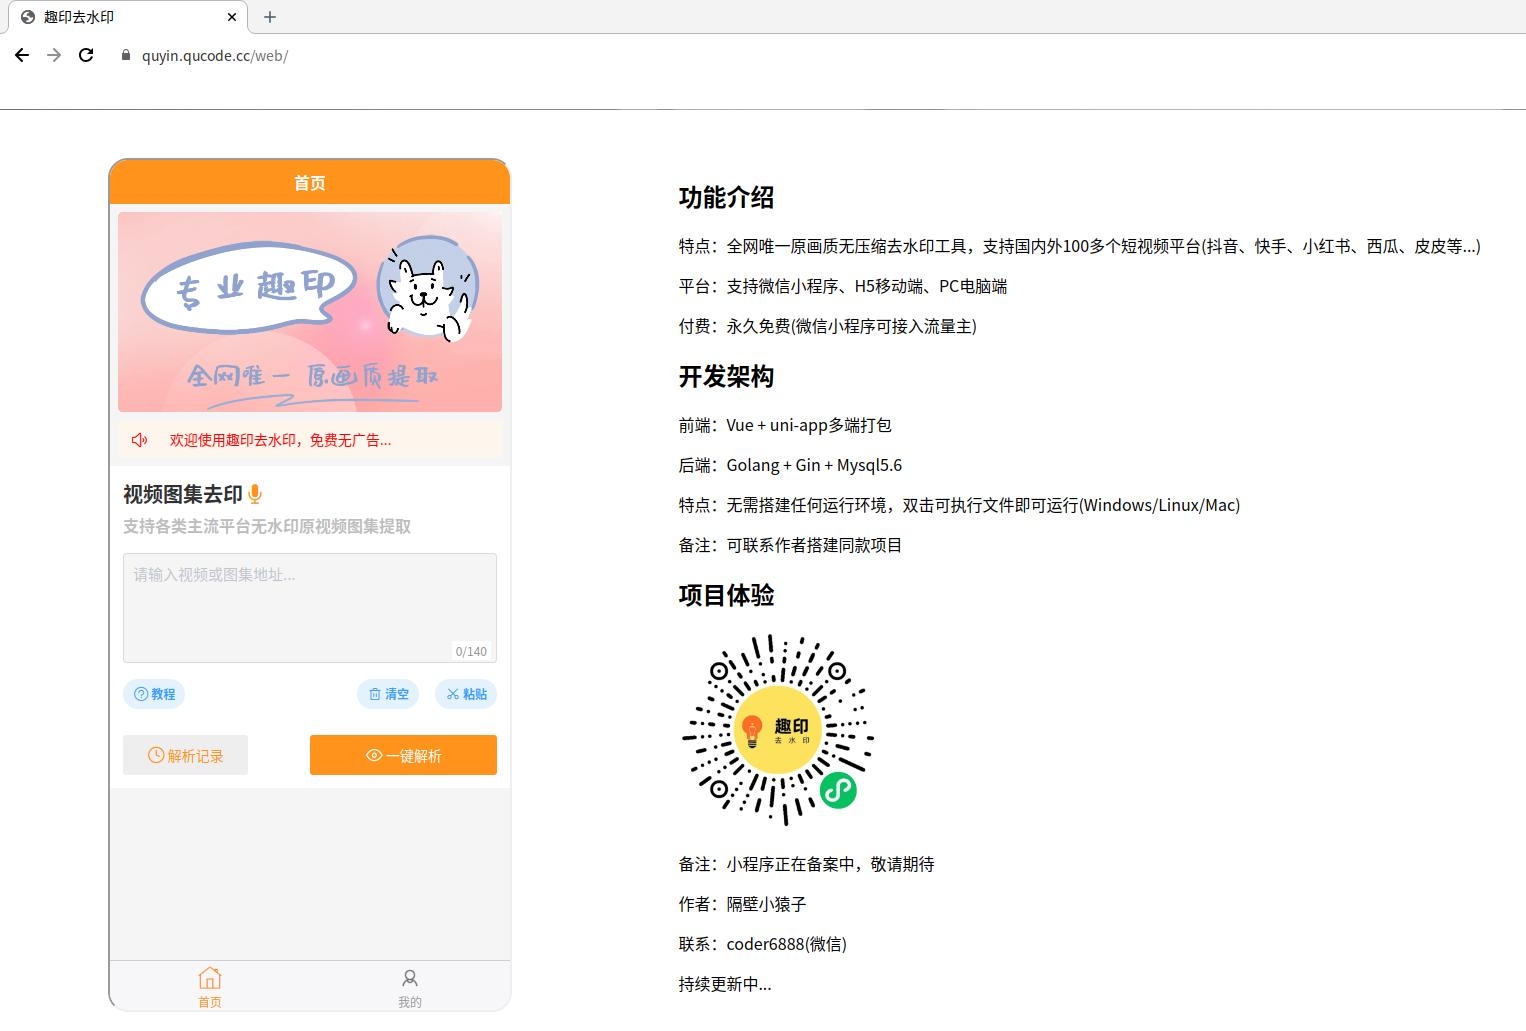 趣印去水印
quyin.qucode.cc/web/
首页
专业趣印
全网唯一 原画质提取
欢迎使用趣印去水印，免费无广告...
视频图集去印
支持各类主流平台无水印原视频图集提取
请输入视频或图集地址...
0/140
教程
清空
粘贴
解析记录
一键解析
首页
我的
功能介绍
特点：全网唯一原画质无压缩去水印工具，支持国内外100多个短视频平台(抖音、快手、小红书、西瓜、皮皮等...)
平台：支持微信小程序、H5移动端、PC电脑端
付费：永久免费(微信小程序可接入流量主)
开发架构
前端：Vue + uni-app多端打包
后端：Golang + Gin + Mysql5.6
特点：无需搭建任何运行环境，双击可执行文件即可运行(Windows/Linux/Mac)
备注：可联系作者搭建同款项目
项目体验
趣印
去水印
备注：小程序正在备案中，敬请期待
作者：隔壁小猿子
联系：coder6888(微信)
持续更新中...